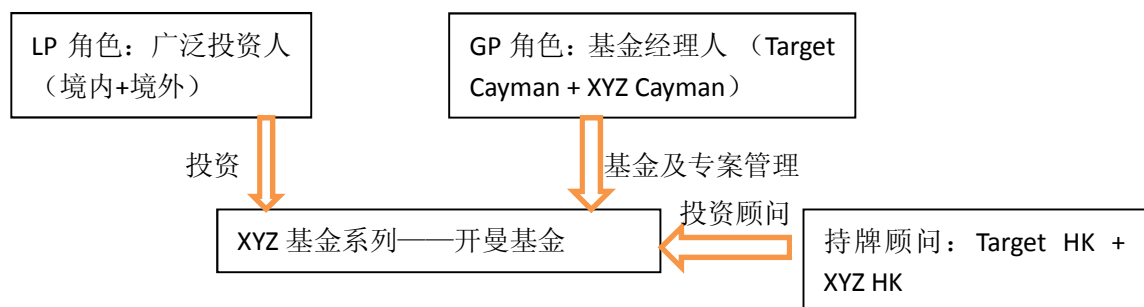 LP 角色：广泛投资人
（境内+境外）
GP 角色：基金经理人 （Target
Cayman + XYZ Cayman）
投资
基金及专案管理
投资顾问
XYZ 基金系列——开曼基金
持牌顾问： Target HK +
XYZ HK